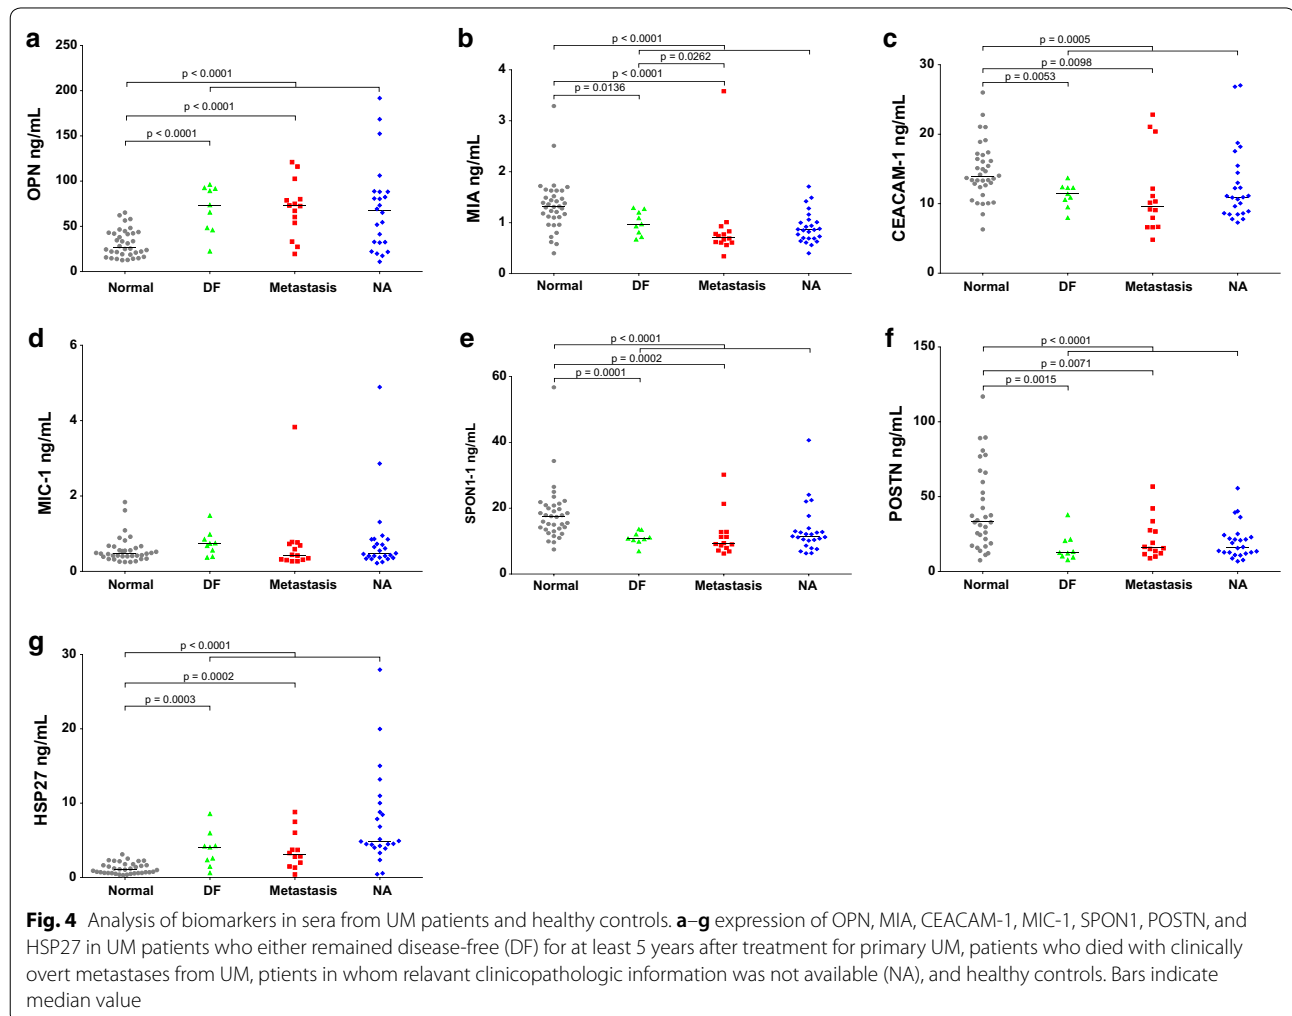 a
250
200
150
100
50
0
OPN ng/mL
p < 0.0001
p < 0.0001
p < 0.0001
Normal DF Metastasis NA
b
4
3
2
1
0
MIA ng/mL
p < 0.0001
p = 0.0262
p < 0.0001
p = 0.0136
Normal DF Metastasis NA
c
30
20
10
0
CEACAM-1 ng/mL
p = 0.0005
p = 0.0098
p = 0.0053
Normal DF Metastasis NA
d
6
4
2
0
MIC-1 ng/mL
Normal DF Metastasis NA
e
60
40
20
0
SPON1-1 ng/mL
p < 0.0001
p = 0.0002
p = 0.0001
Normal DF Metastasis NA
f
150
100
50
0
POSTN ng/mL
p < 0.0001
p = 0.0071
p = 0.0015
Normal DF Metastasis NA
g
30
20
10
0
HSP27 ng/mL
p < 0.0001
p = 0.0002
p = 0.0003
Normal DF Metastasis NA
Fig. 4 Analysis of biomarkers in sera from UM patients and healthy controls. a–g expression of OPN, MIA, CEACAM-1, MIC-1, SPON1, POSTN, and
HSP27 in UM patients who either remained disease-free (DF) for at least 5 years after treatment for primary UM, patients who died with clinically
overt metastases from UM, ptients in whom relavant clinicopathologic information was not available (NA), and healthy controls. Bars indicate
median value